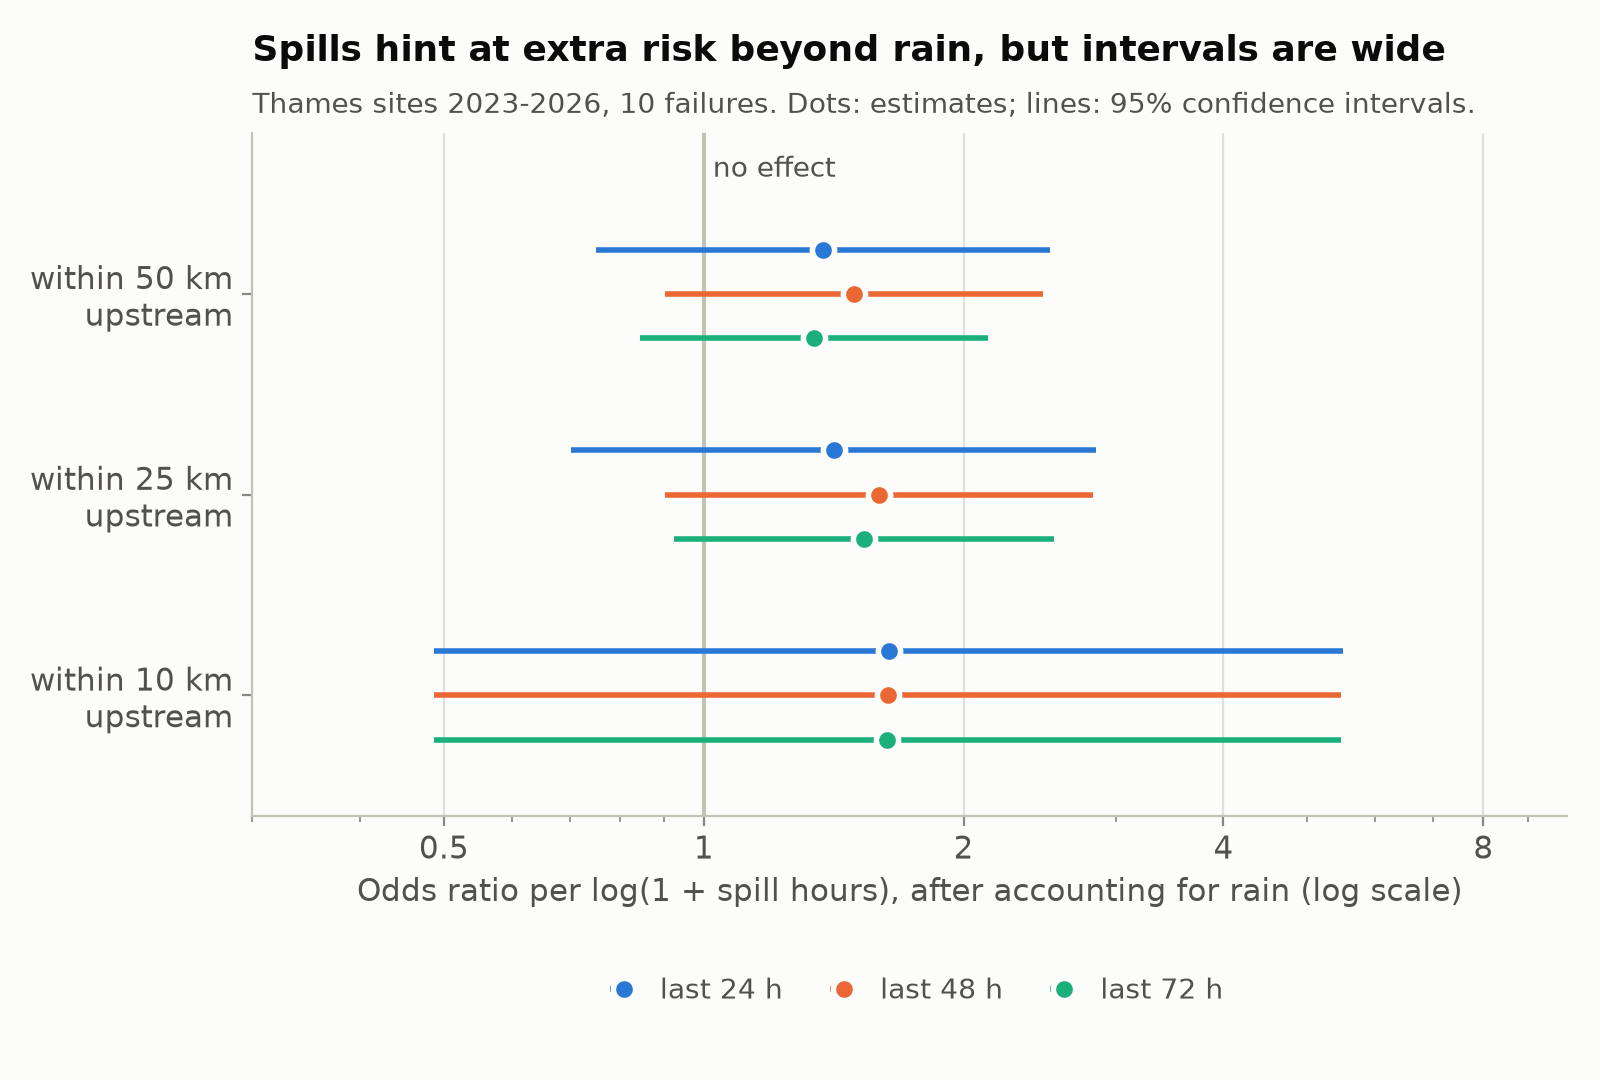 Spills hint at extra risk beyond rain, but intervals are wide
Thames sites 2023-2026, 10 failures. Dots: estimates; lines: 95% confidence intervals.
no effect
within 50 km
upstream
within 25 km
upstream
within 10 km
upstream
0.5 1 2 4 8
Odds ratio per log(1 + spill hours), after accounting for rain (log scale)
last 24 h last 48 h last 72 h